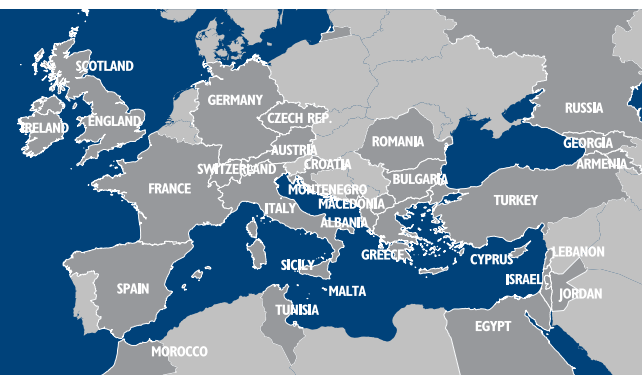 SCOTLAND
IRELAND
ENGLAND
GERMANY
RUSSIA
CZECH REP.
AUSTRIA
ROMANIA
GEORGIA
SWITZERLAND
CROATIA
ARMENIA
FRANCE
MONTENEGRO
BULGARIA
ITALY
MACEDONIA
TURKEY
ALBANIA
GREECE
CYPRUS
LEBANON
SICILY
ISRAEL
SPAIN
MALTA
JORDAN
TUNISIA
EGYPT
MOROCCO